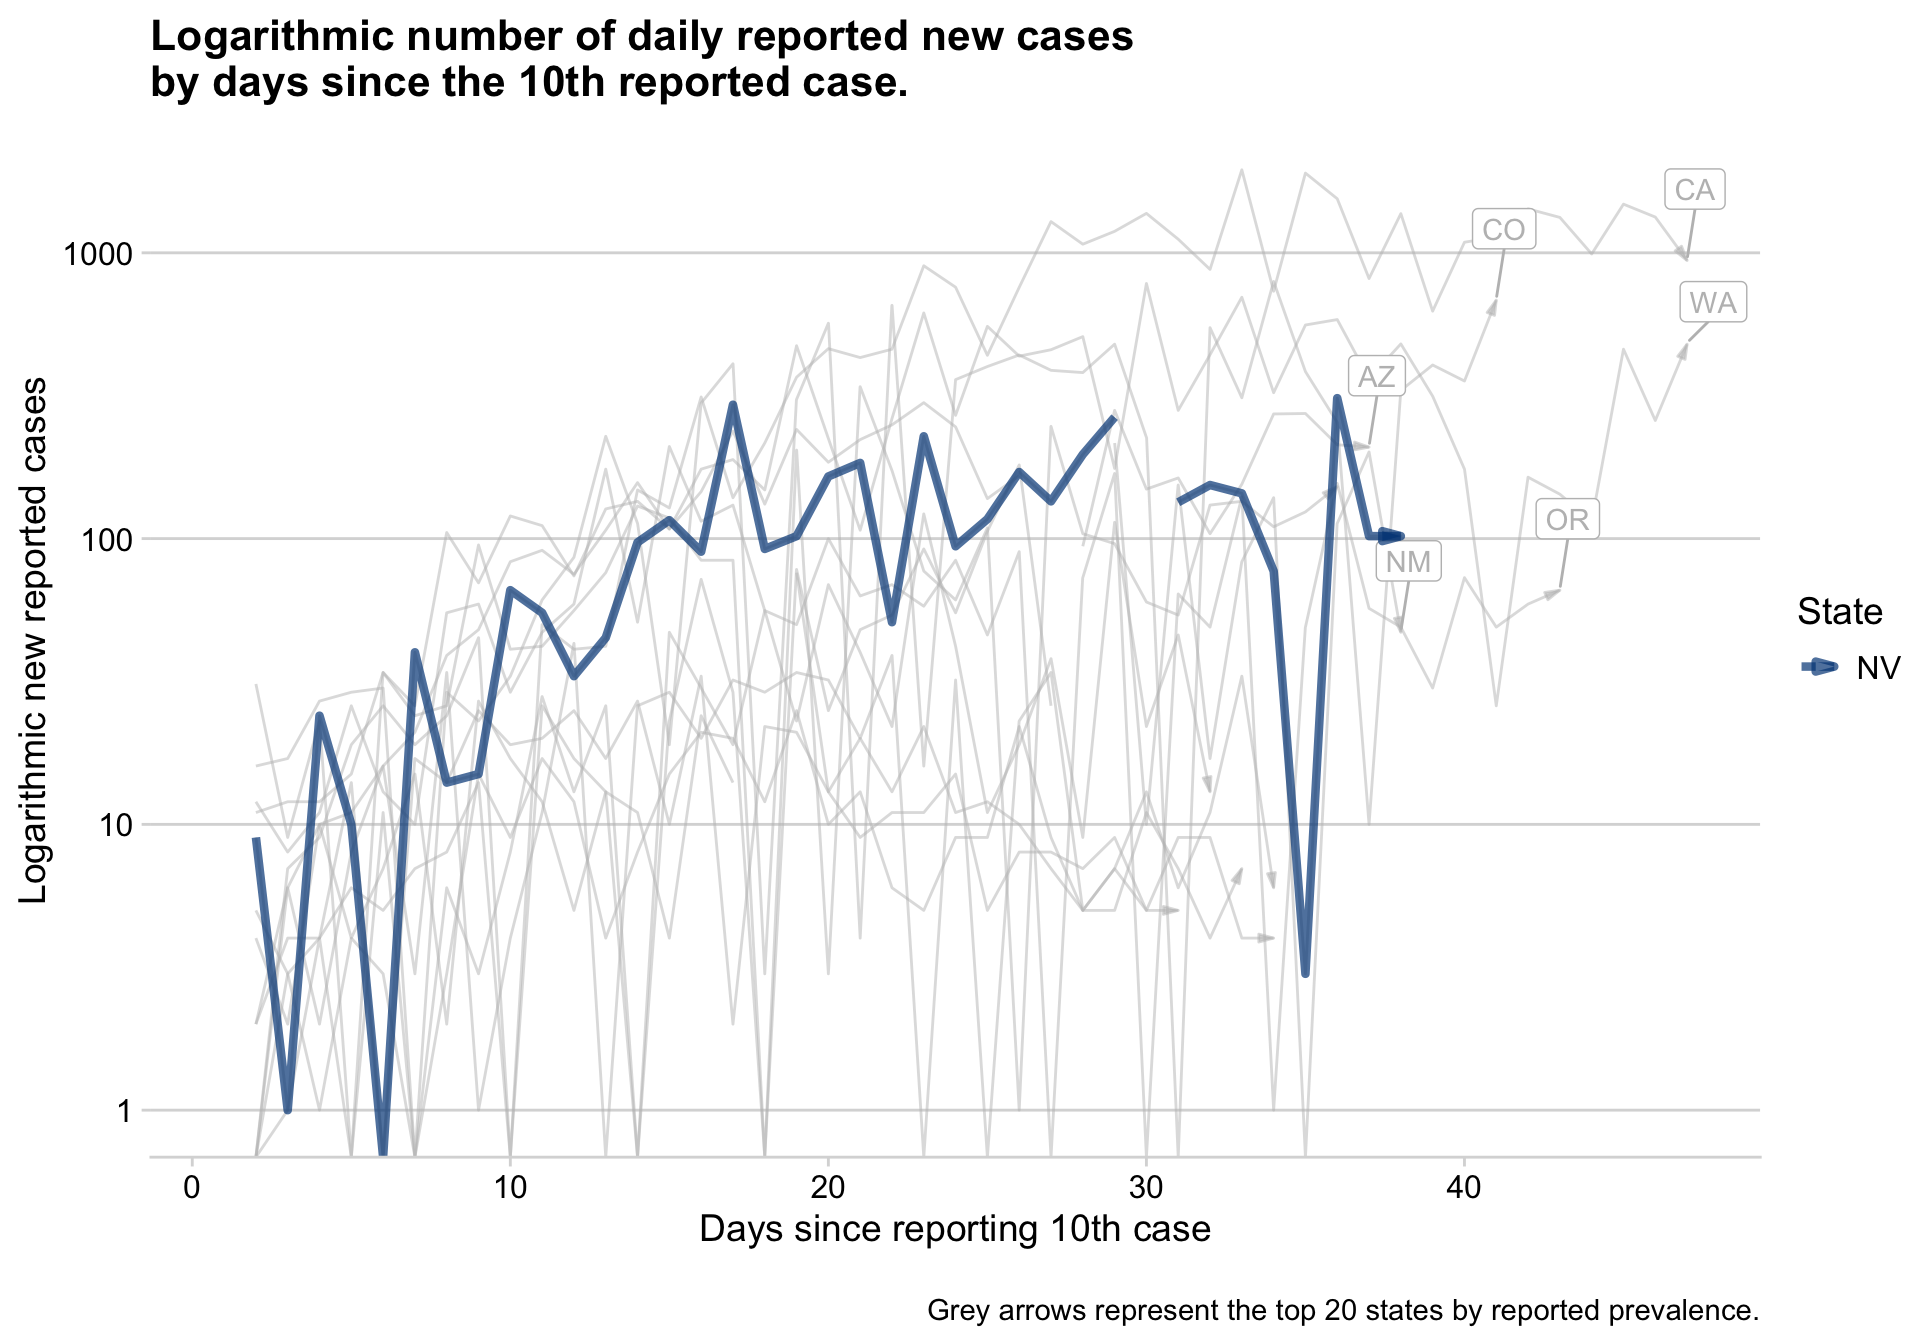 Logarithmic number of daily reported new cases
by days since the 10th reported case.
CA
CO
1000
WA
AZ
OR
100
NM
10
1
Logarithmic new reported cases
State
NV
0 10 20 30 40
Days since reporting 10th case
Grey arrows represent the top 20 states by reported prevalence.